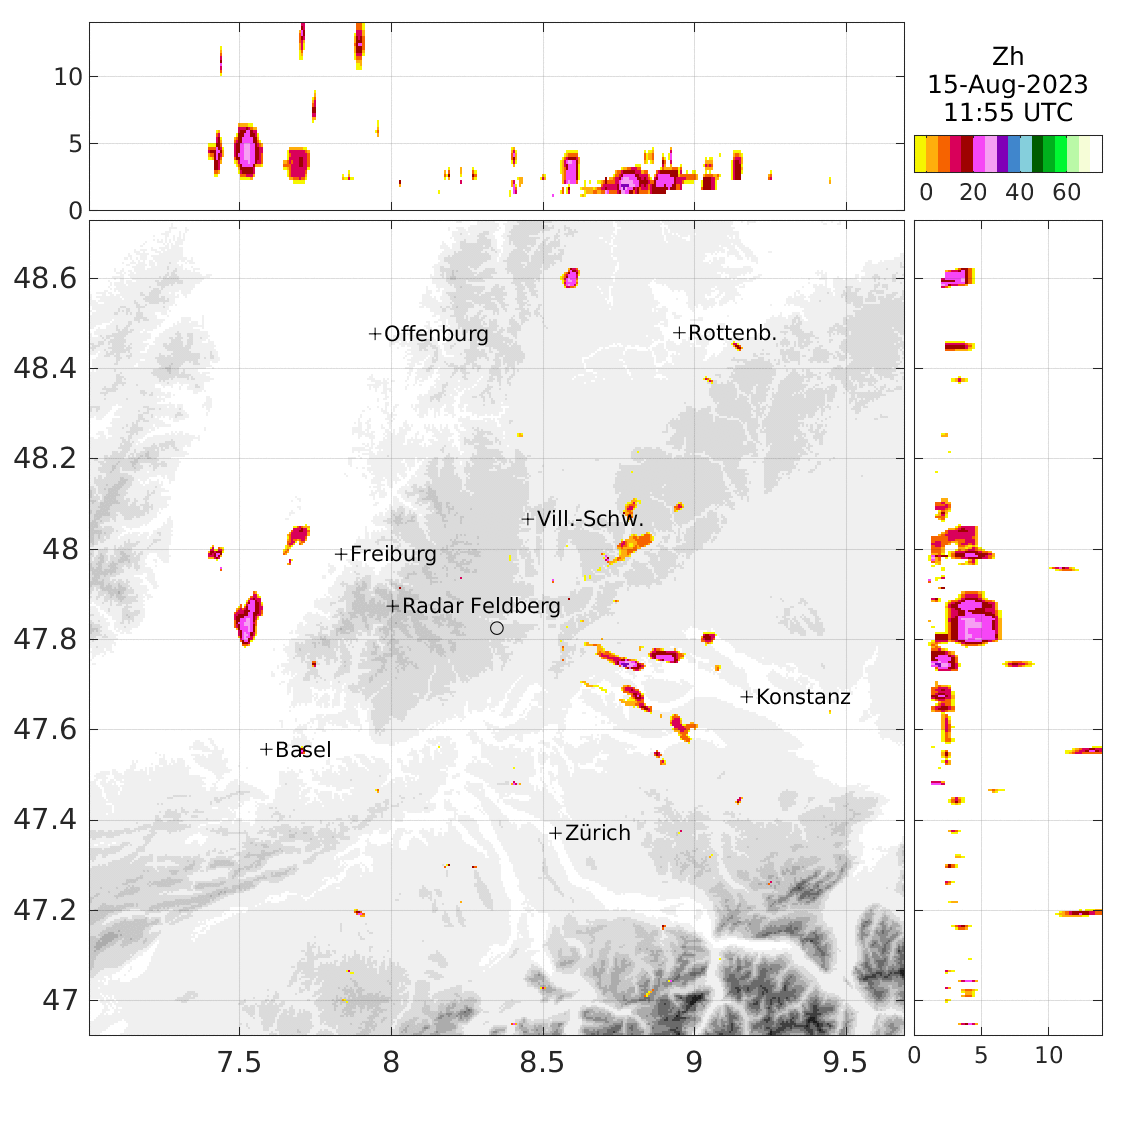 Zh
15-Aug-2023
11:55 UTC
0 20 40 60
10
5
0
48.6
48.4
48.2
48
47.8
47.6
47.4
47.2
47
+Offenburg
+Rottenb.
+Vill.-Schw.
+Freiburg
+Radar Feldberg
+Konstanz
+Basel
+Zürich
7.5 8 8.5 9 9.5
0 5 10